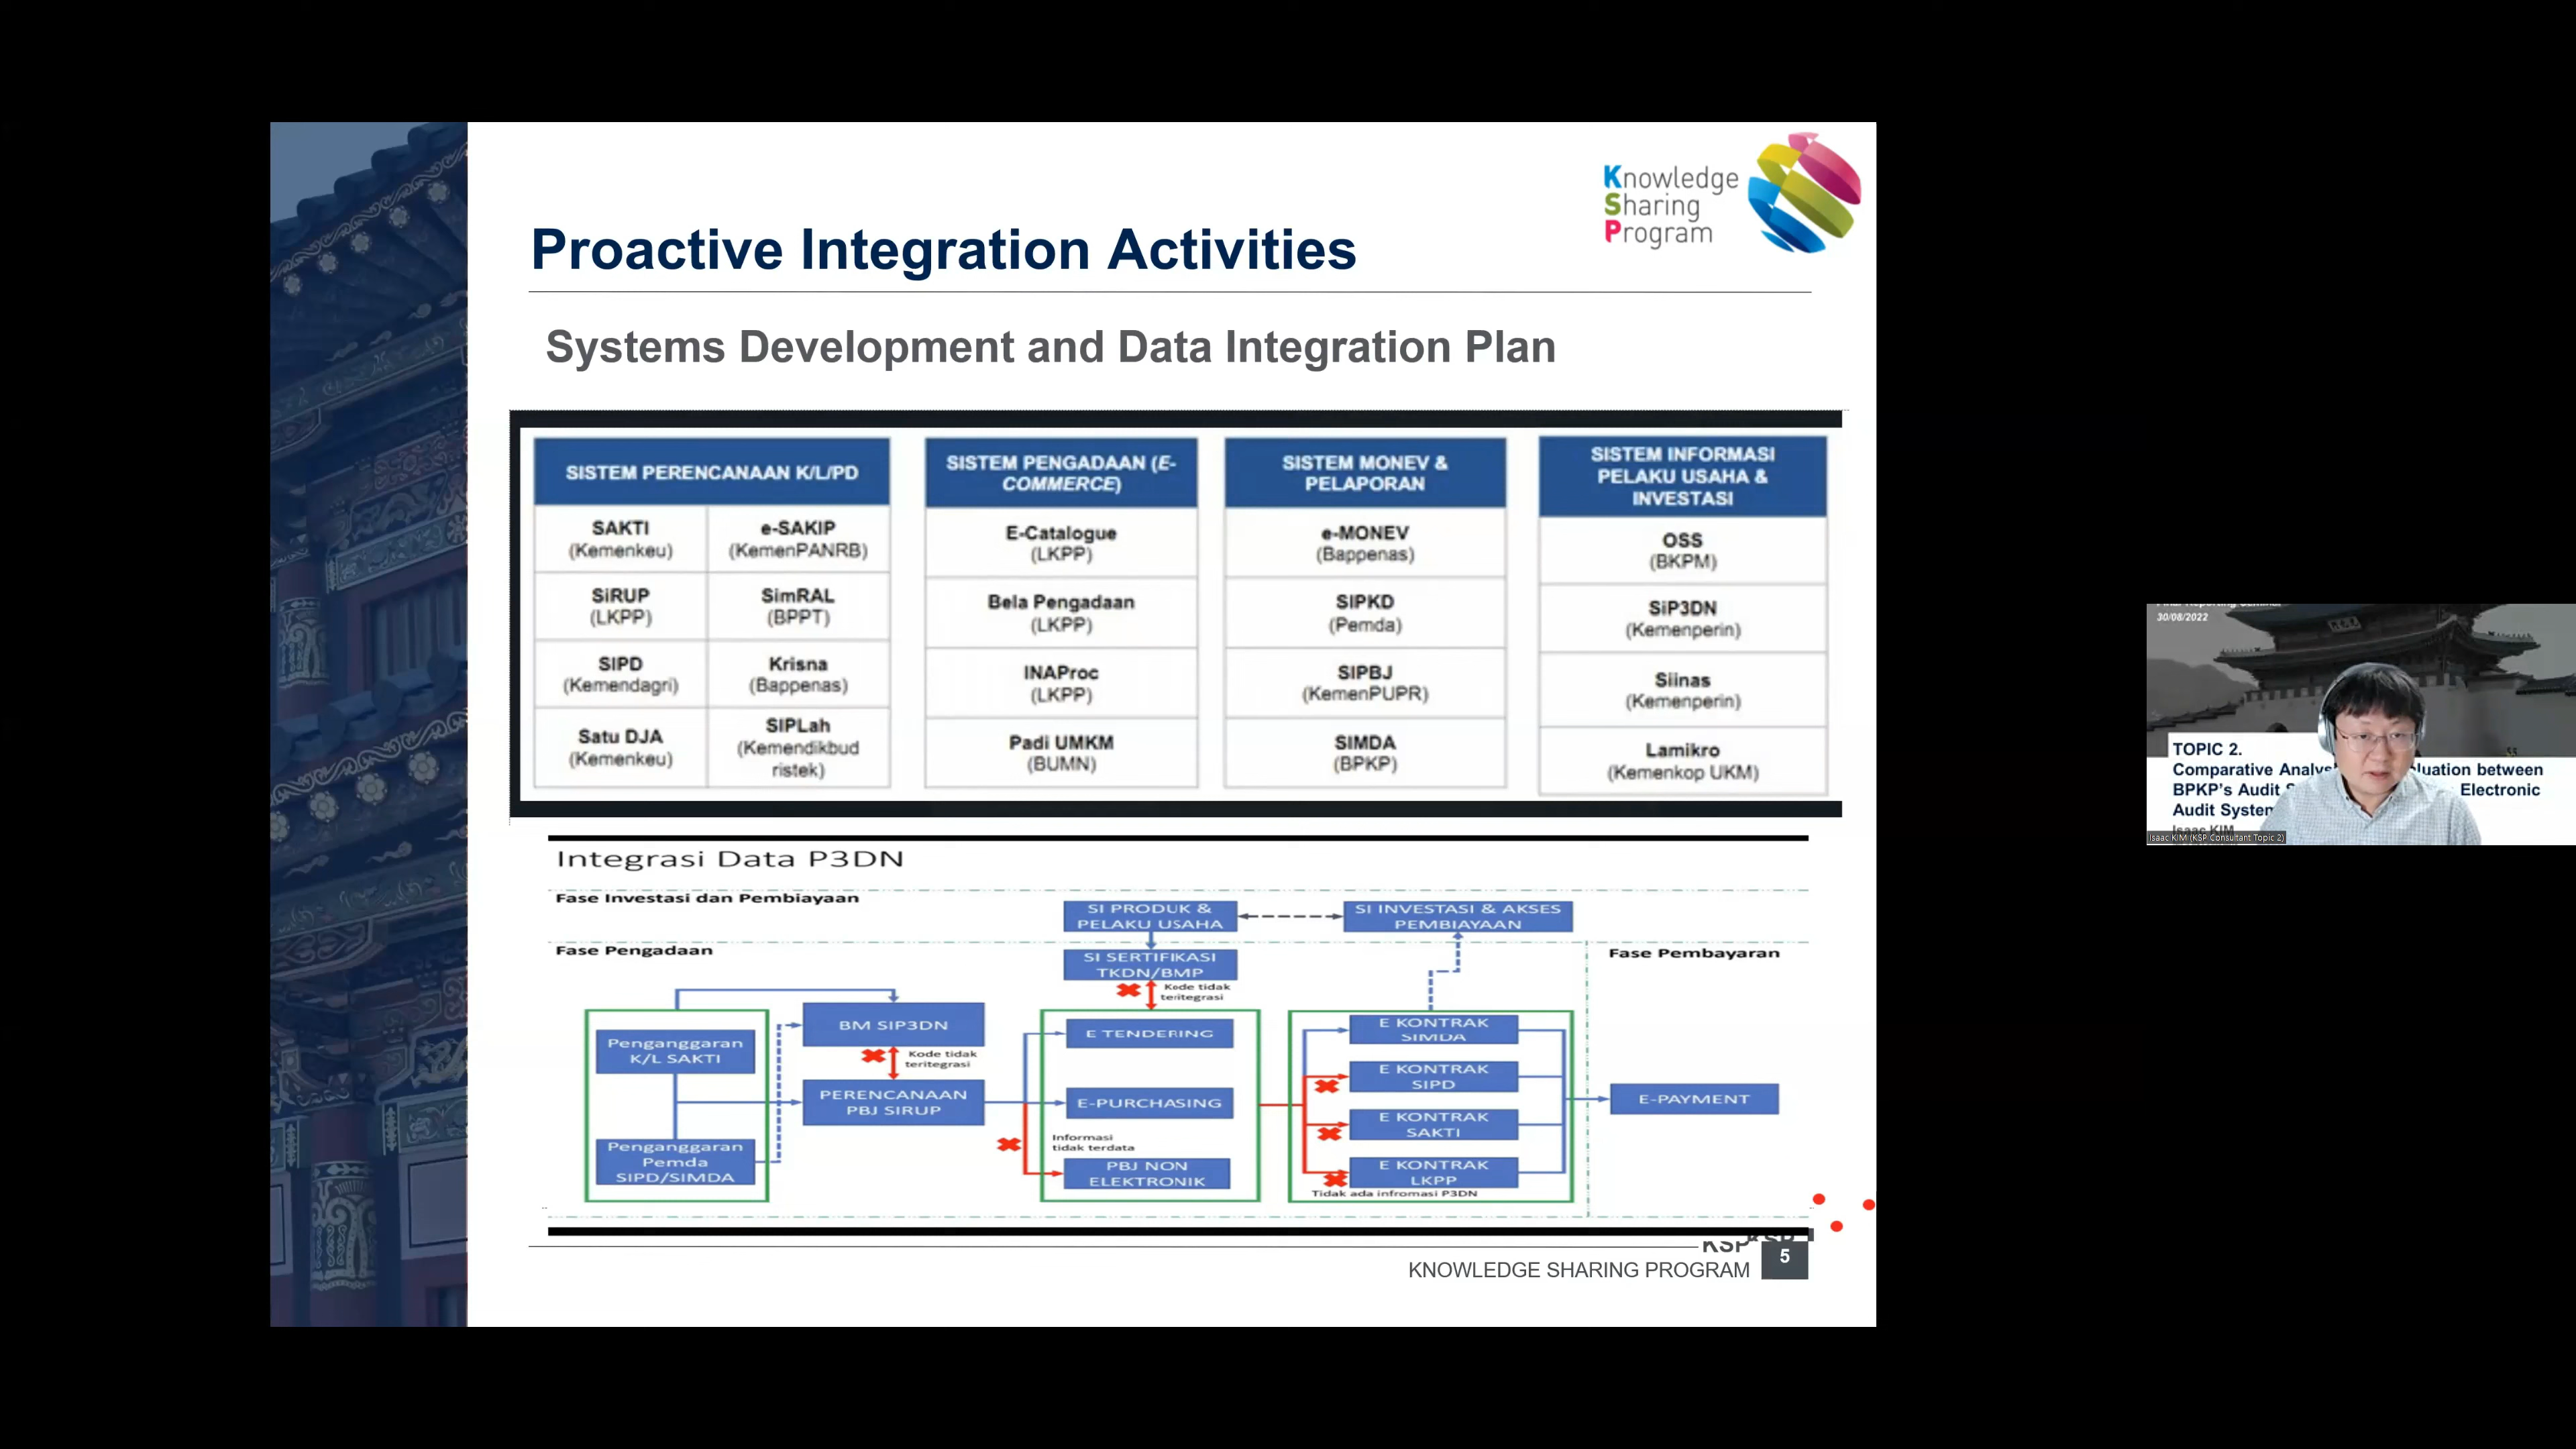 Knowledge
Sharing
Program
Proactive Integration Activities
Systems Development and Data Integration Plan
SISTEM PERENCANAAN K/L/PD
SAKTI
(Kemenkeu)
e-SAKIP
(KemenPANRB)
SiRUP
(LKPP)
SimRAL
(BPPT)
SIPD
(Kemendagri)
Krisna
(Bappenas)
Satu DJA
(Kemenkeu)
SIPLah
(Kemendikbud
ristek)
SISTEM PENGADAAN (E-
COMMERCE)
E-Catalogue
(LKPP)
Bela Pengadaan
(LKPP)
INAProc
(LKPP)
Padi UMKM
(BUMN)
SISTEM MONEV &
PELAPORAN
e-MONEV
(Bappenas)
SIPKD
(Pemda)
SIPBJ
(KemenPUPR)
SIMDA
(BPKP)
SISTEM INFORMASI
PELAKU USAHA &
INVESTASI
OSS
(BKPM)
SiP3DN
(Kemenperin)
Siinas
(Kemenperin)
Lamikro
(Kemenkop UKM)
Integrasi Data P3DN
Fase Investasi dan Pembiayaan
SI PRODUK &
PELAKU USAHA
SI INVESTASI & AKSES
PEMBIAYAAN
Fase Pengadaan
SI SERTIFIKASI
TKDN/BMP
Kode tidak
teritegrasi
Fase Pembayaran
Penganggaran
K/L SAKTI
Penganggaran
Pemda
SIPD/SIMDA
BM SIP3DN
Kode tidak
teritegrasi
PERENCANAAN
PBJ SIRUP
E TENDERING
E-PURCHASING
Informasi
tidak terdata
PBJ NON
ELEKTRONIK
E KONTRAK
SIMDA
E KONTRAK
SIPD
E KONTRAK
SAKTI
E KONTRAK
LKPP
Tidak ada infromasi P3DN
E-PAYMENT
KSP
KNOWLEDGE SHARING PROGRAM
5
30/08/2022
TOPIC 2.
Comparative between
BPKP's Audit Electronic
Audit
Isaac KIM
Isaac KIM (KSP Consultant Topic 2)